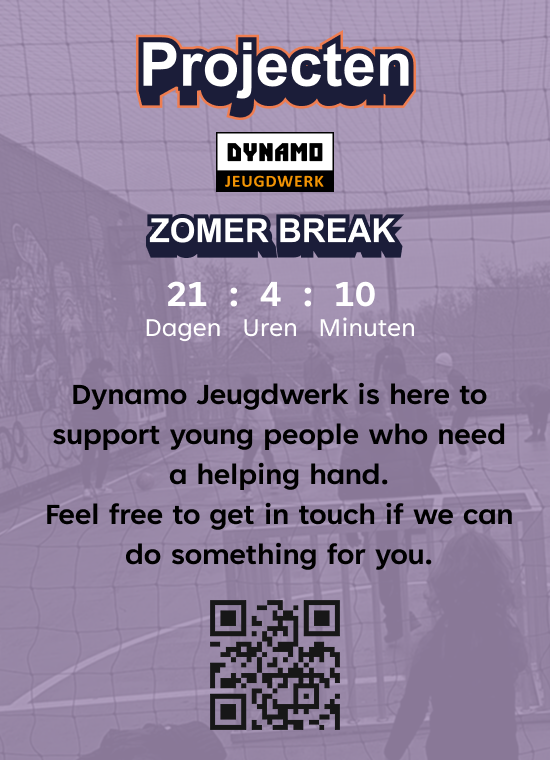 Projecten
DYNAMO
JEUGDWERK
ZOMER BREAK
21 : 4 : 10
Dagen Uren Minuten
Dynamo Jeugdwerk is here to
support young people who need
a helping hand.
Feel free to get in touch if we can
do something for you.